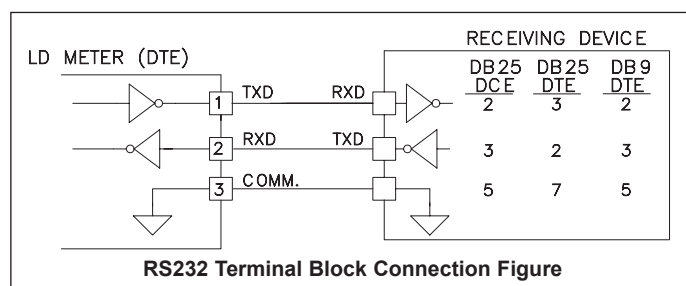 RECEIVING DEVICE
LD METER (DTE)
DB25 DB25 DB9
DCE DTE DTE
1 TXD RXD 2 3 2
2 RXD TXD 3 2 3
3 COMM. 5 7 5
RS232 Terminal Block Connection Figure